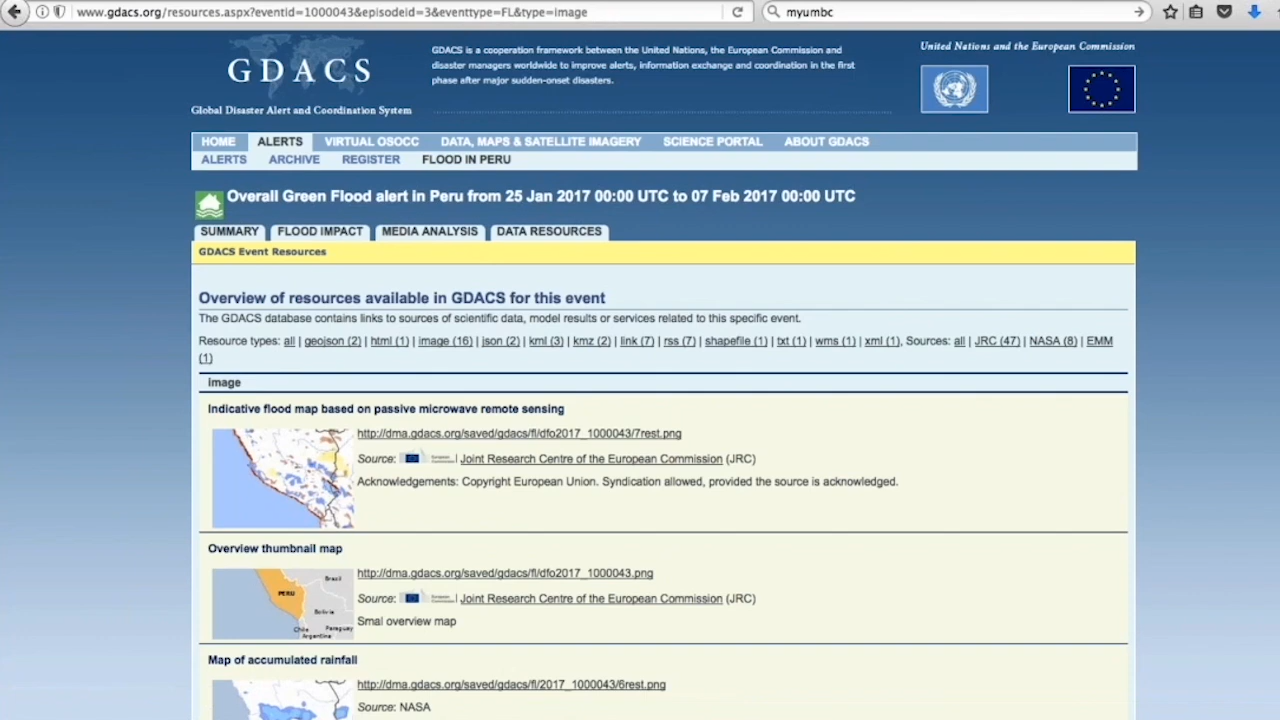 www.gdacs.org/resources.aspx?eventid=1000043&episodeid=3&eventtype=FL&type=image
myumbc
GDACS
Global Disaster Alert and Coordination System
GDACS is a cooperation framework between the United Nations, the European Commission and
disaster managers worldwide to improve alerts, information exchange and coordination in the first
phase after major sudden-onset disasters.
United Nations and the European Commission
HOME ALERTS VIRTUAL OSOCC DATA, MAPS & SATELLITE IMAGERY SCIENCE PORTAL ABOUT GDACS
ALERTS ARCHIVE REGISTER FLOOD IN PERU
Overall Green Flood alert in Peru from 25 Jan 2017 00:00 UTC to 07 Feb 2017 00:00 UTC
SUMMARY FLOOD IMPACT MEDIA ANALYSIS DATA RESOURCES
GDACS Event Resources
Overview of resources available in GDACS for this event
The GDACS database contains links to sources of scientific data, model results or services related to this specific event.
Resource types: all | geojson (2) | html (1) | image (16) | json (2) | kml (3) | kmz (2) | link (7) | rss (7) | shapefile (1) | txt (1) | wms (1) | xml (1), Sources: all | JRC (47) | NASA (8) | EMM
(1)
image
Indicative flood map based on passive microwave remote sensing
http://dma.gdacs.org/saved/gdacs/fl/dfo2017_1000043/7rest.png
Source: European Commission | Joint Research Centre of the European Commission (JRC)
Acknowledgements: Copyright European Union. Syndication allowed, provided the source is acknowledged.
Overview thumbnail map
Brazil
PERU
Bolivia
Chile Paraguay
Argentina
http://dma.gdacs.org/saved/gdacs/fl/dfo2017_1000043.png
Source: European Commission | Joint Research Centre of the European Commission (JRC)
Smal overview map
Map of accumulated rainfall
http://dma.gdacs.org/saved/gdacs/fl/2017_1000043/6rest.png
Source: NASA